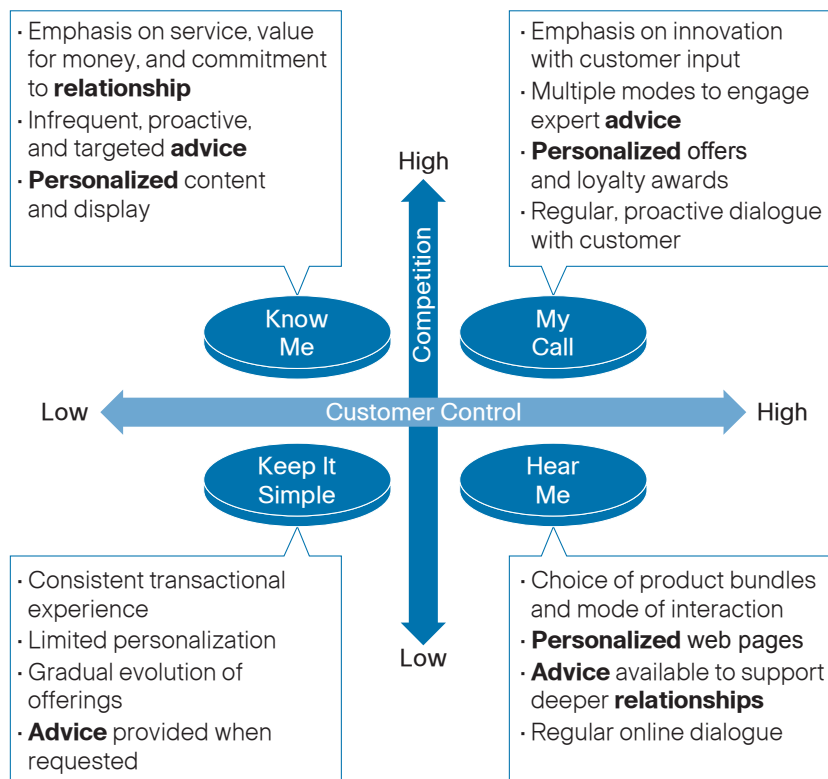 · Emphasis on service, value
for money, and commitment
to relationship
· Infrequent, proactive,
and targeted advice
· Personalized content
and display
· Emphasis on innovation
with customer input
· Multiple modes to engage
expert advice
· Personalized offers
and loyalty awards
· Regular, proactive dialogue
with customer
High
Competition
Know
Me
My
Call
Low
Customer Control
High
Keep It
Simple
Hear
Me
Low
· Consistent transactional
experience
· Limited personalization
· Gradual evolution of
offerings
· Advice provided when
requested
· Choice of product bundles
and mode of interaction
· Personalized web pages
· Advice available to support
deeper relationships
· Regular online dialogue